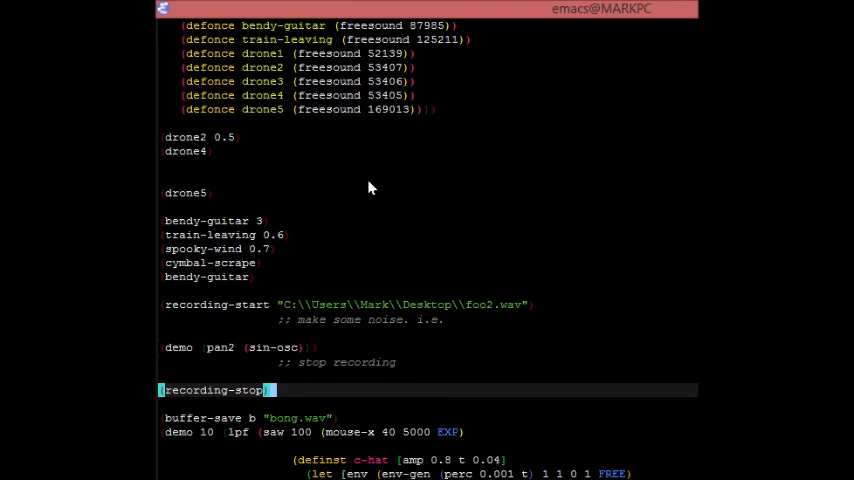 emacs@MARKPC
(defonce bendy-guitar (freesound 87985))
(defonce train-leaving (freesound 125211))
(defonce drone1 (freesound 52139))
(defonce drone2 (freesound 53407))
(defonce drone3 (freesound 53406))
(defonce drone4 (freesound 53405))
(defonce drone5 (freesound 169013))))
(drone2 0.5)
(drone4)
(drone5)
(bendy-guitar 3)
(train-leaving 0.6)
(spooky-wind 0.7)
(cymbal-scrape)
(bendy-guitar)
(recording-start "C:\\Users\\Mark\\Desktop\\foo2.wav")
;; make some noise. i.e.
(demo (pan2 (sin-osc)))
;; stop recording
(recording-stop)
(buffer-save b "bong.wav")
(demo 10 (lpf (saw 100 (mouse-x 40 5000 EXP)
(definst c-hat [amp 0.8 t 0.04]
(let [env (env-gen (perc 0.001 t) 1 1 0 1 FREE)